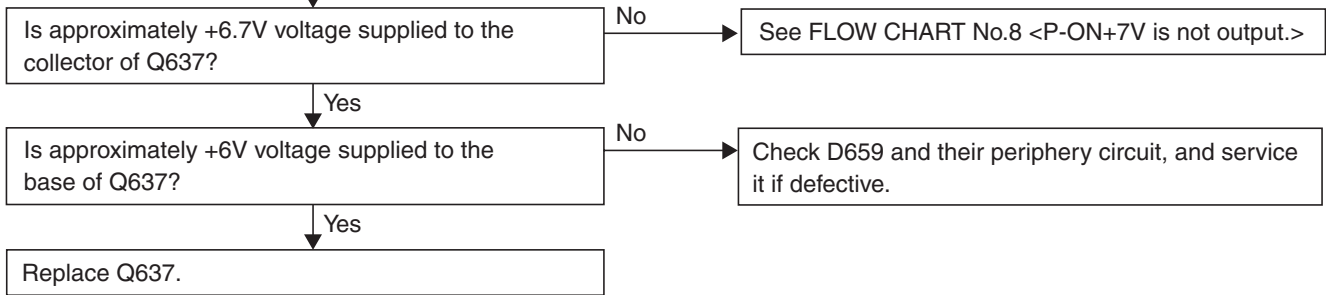 Is approximately +6.7V voltage supplied to the
collector of Q637?
No
See FLOW CHART No.8 <P-ON+7V is not output.>
Yes
Is approximately +6V voltage supplied to the
base of Q637?
No
Check D659 and their periphery circuit, and service
it if defective.
Yes
Replace Q637.